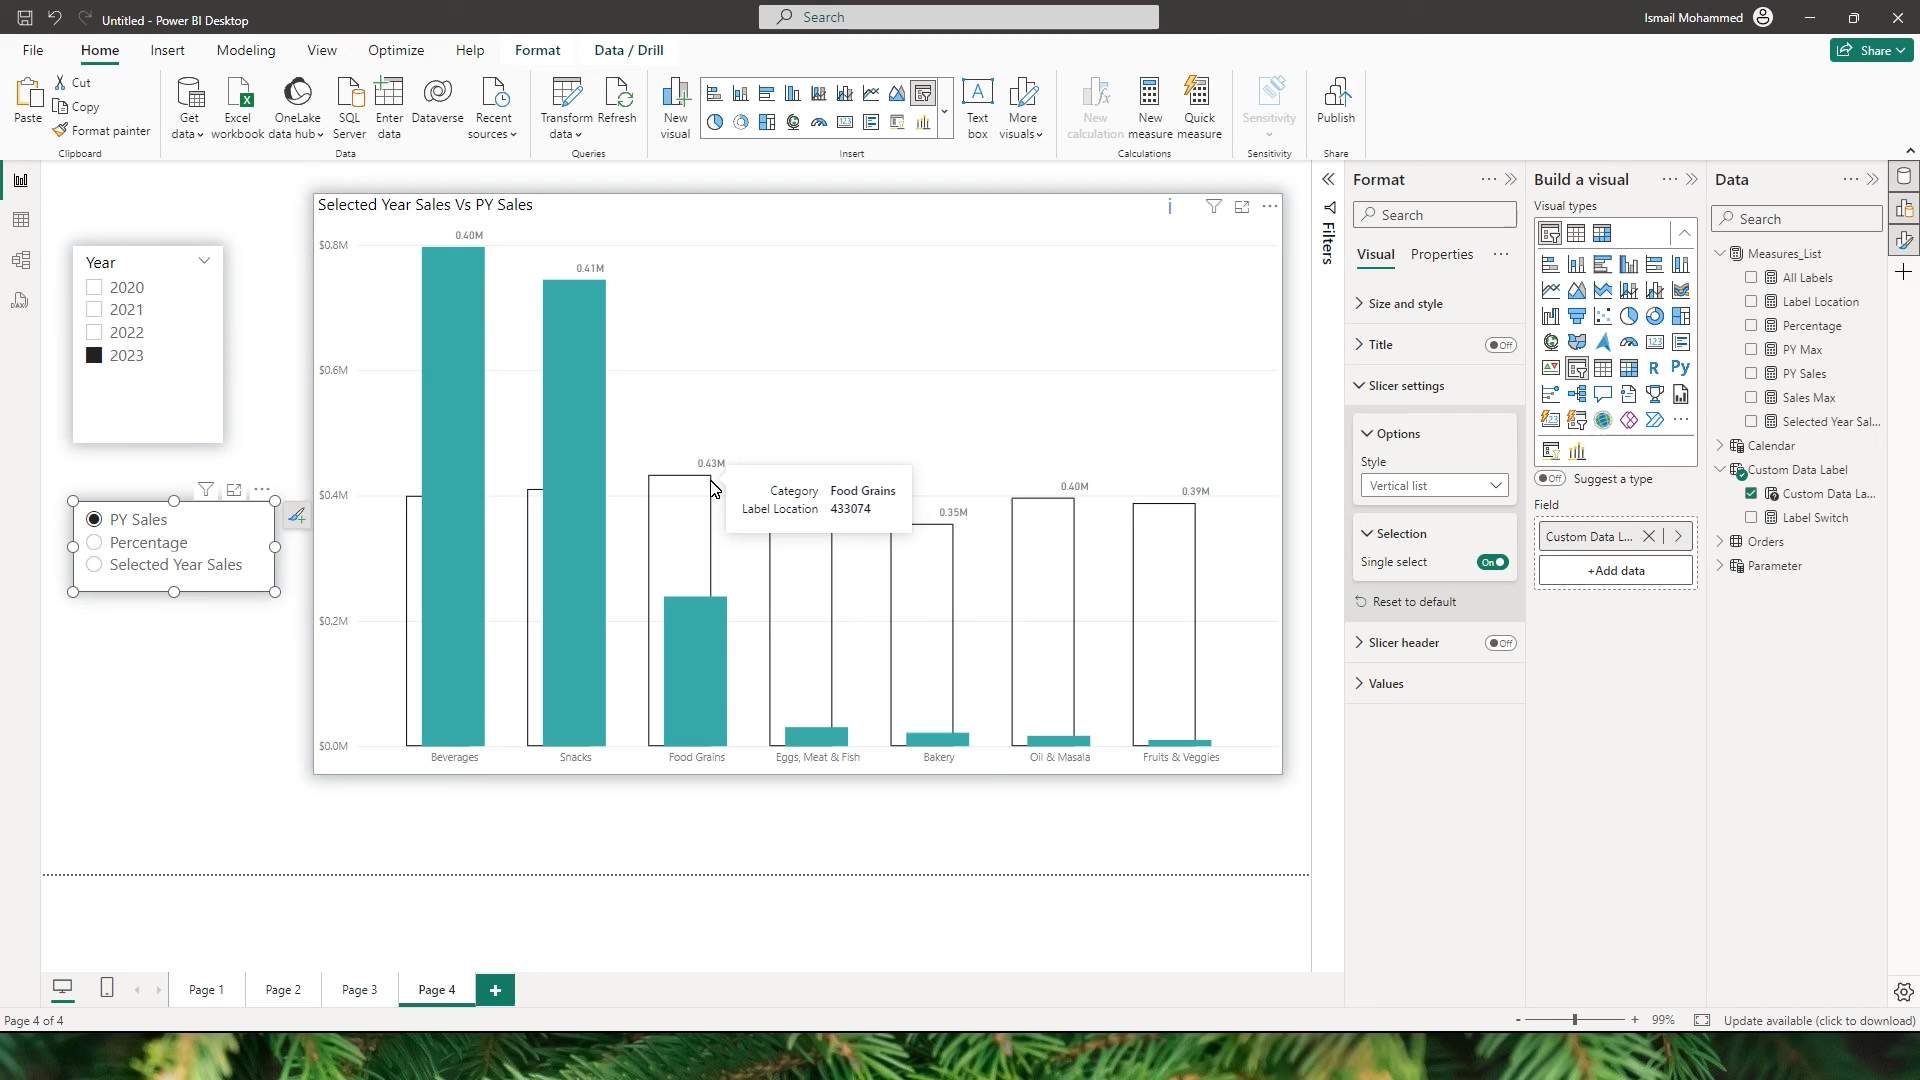 Untitled - Power BI Desktop
Search
Ismail Mohammed
File
Home
Insert
Modeling
View
Optimize
Help
Format
Data / Drill
Share
Paste
Cut
Copy
Format painter
Clipboard
Get data
Excel workbook
OneLake data hub
SQL Server
Enter data
Dataverse
Recent sources
Data
Transform data
Refresh
Queries
New visual
Text box
More visuals
Insert
New calculation
New measure
Quick measure
Calculations
Sensitivity
Sensitivity
Publish
Share
Year
2020
2021
2022
2023
PY Sales
Percentage
Selected Year Sales
Selected Year Sales Vs PY Sales
$0.8M
$0.6M
$0.4M
$0.2M
$0.0M
0.40M
0.41M
0.43M
0.35M
0.40M
0.39M
Category Food Grains
Label Location 433074
Beverages
Snacks
Food Grains
Eggs, Meat & Fish
Bakery
Oil & Masala
Fruits & Veggies
Filters
Format
Search
Visual
Properties
Size and style
Title
Off
Slicer settings
Options
Style
Vertical list
Selection
Single select
On
Reset to default
Slicer header
Off
Values
Build a visual
Visual types
R
Py
Off
Suggest a type
Field
Custom Data L...
+Add data
Data
Search
Measures_List
All Labels
Label Location
Percentage
PY Max
PY Sales
Sales Max
Selected Year Sal...
Calendar
Custom Data Label
Custom Data La...
Label Switch
Orders
Parameter
Page 1
Page 2
Page 3
Page 4
Page 4 of 4
99%
Update available (click to download)